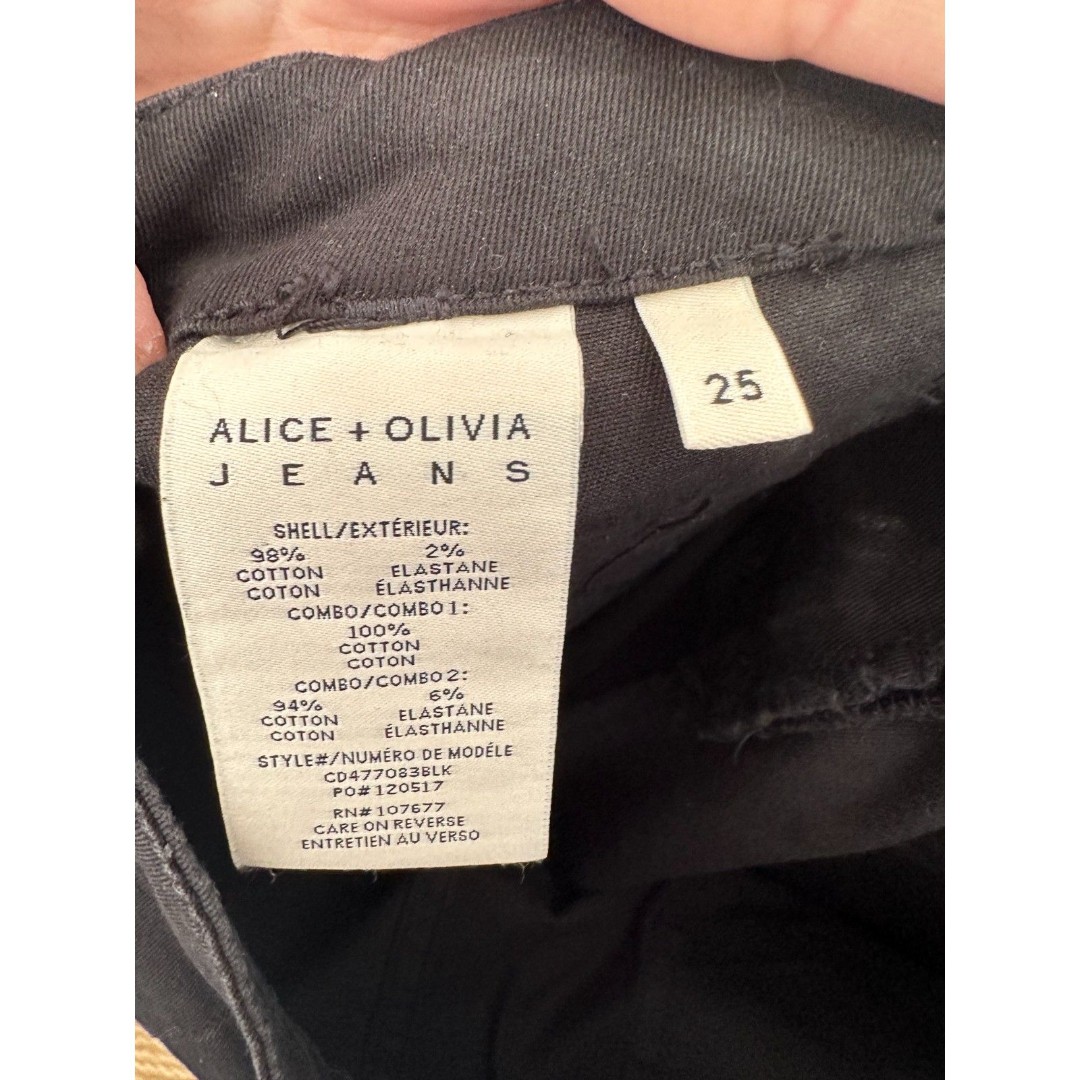 ALICE + OLIVIA
J E A N S
SHELL/EXTÉRIEUR:
98% 2%
COTTON ELASTANE
COTON ÉLASTHANNE
COMBO/COMBO 1:
100%
COTTON
COTON
COMBO/COMBO 2:
94% 6%
COTTON ELASTANE
COTON ÉLASTHANNE
STYLE#/NUMÉRO DE MODÉLE
CD477083BLK
PO#120517
RN# 107677
CARE ON REVERSE
ENTRETIEN AU VERSO
25